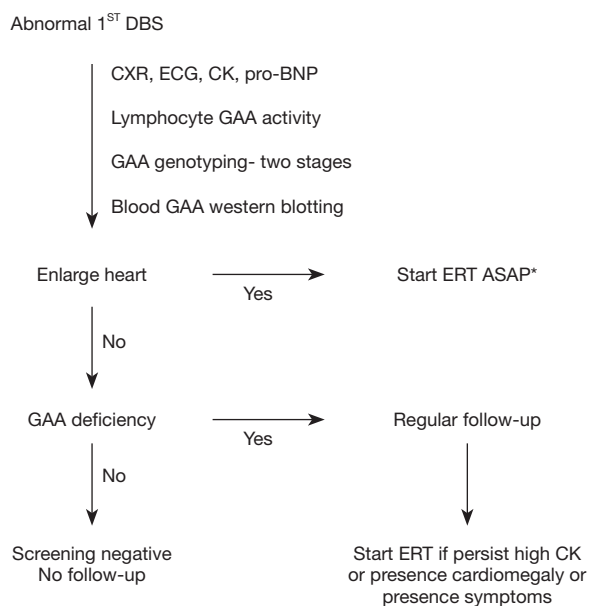 Abnormal 1ST DBS
CXR, ECG, CK, pro-BNP
Lymphocyte GAA activity
GAA genotyping- two stages
Blood GAA western blotting
Enlarge heart
Yes
Start ERT ASAP*
No
GAA deficiency
Yes
Regular follow-up
No
Screening negative
No follow-up
Start ERT if persist high CK
or presence cardiomegaly or
presence symptoms